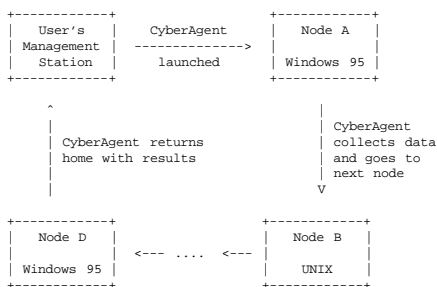 +------------+ +------------+
| User's | CyberAgent | Node A |
| Management | --------------> | |
| Station | launched | Windows 95 |
+------------+ +------------+
^ |
| | CyberAgent
| CyberAgent returns | collects data
| home with results | and goes to
| | next node
| V
+------------+ +------------+
| Node D | | Node B |
| | <--- .... <--- | |
| Windows 95 | | UNIX |
+------------+ +------------+